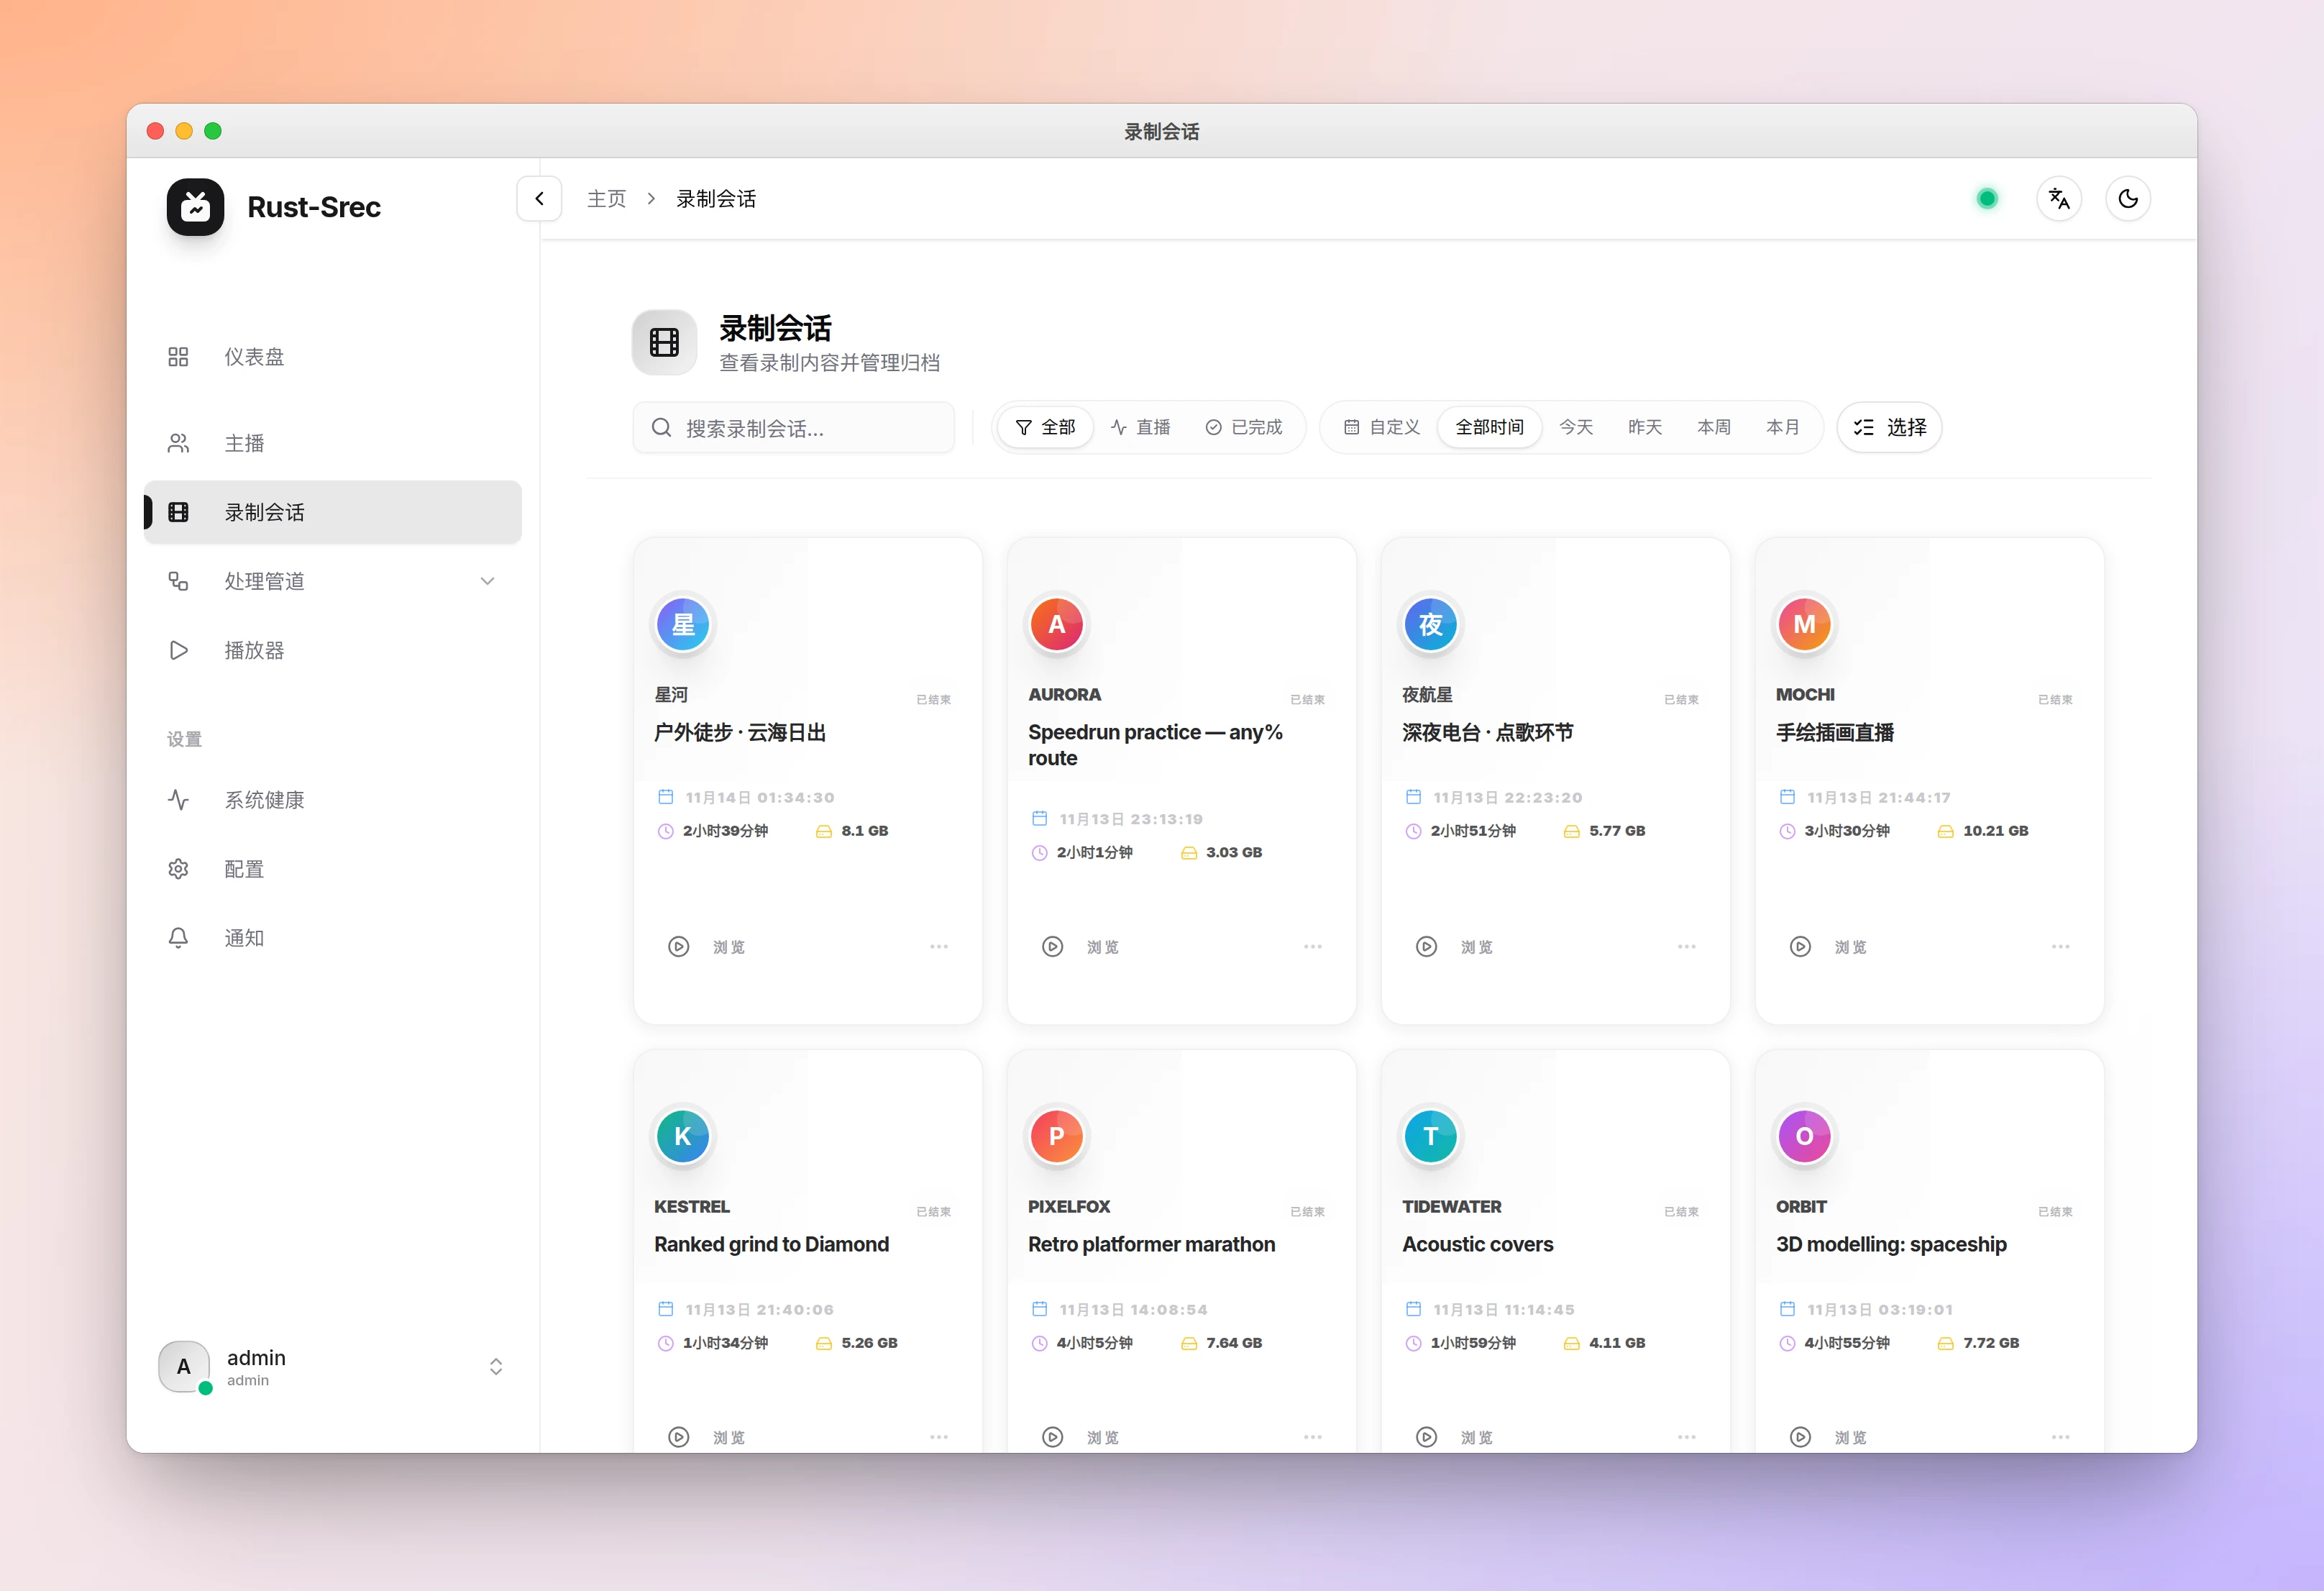 录制会话
Rust-Srec
主页
录制会话
仪表盘
主播
录制会话
处理管道
播放器
设置
系统健康
配置
通知
A
admin
admin
录制会话
查看录制内容并管理归档
搜索录制会话...
全部 直播 已完成
自定义 全部时间 今天 昨天 本周 本月
选择
星
星河 已结束
户外徒步 · 云海日出
11月14日 01:34:30
2小时39分钟 8.1 GB
浏览
A
AURORA 已结束
Speedrun practice — any%
route
11月13日 23:13:19
2小时1分钟 3.03 GB
浏览
夜
夜航星 已结束
深夜电台 · 点歌环节
11月13日 22:23:20
2小时51分钟 5.77 GB
浏览
M
MOCHI 已结束
手绘插画直播
11月13日 21:44:17
3小时30分钟 10.21 GB
浏览
K
KESTREL 已结束
Ranked grind to Diamond
11月13日 21:40:06
1小时34分钟 5.26 GB
浏览
P
PIXELFOX 已结束
Retro platformer marathon
11月13日 14:08:54
4小时5分钟 7.64 GB
浏览
T
TIDEWATER 已结束
Acoustic covers
11月13日 11:14:45
1小时59分钟 4.11 GB
浏览
O
ORBIT 已结束
3D modelling: spaceship
11月13日 03:19:01
4小时55分钟 7.72 GB
浏览